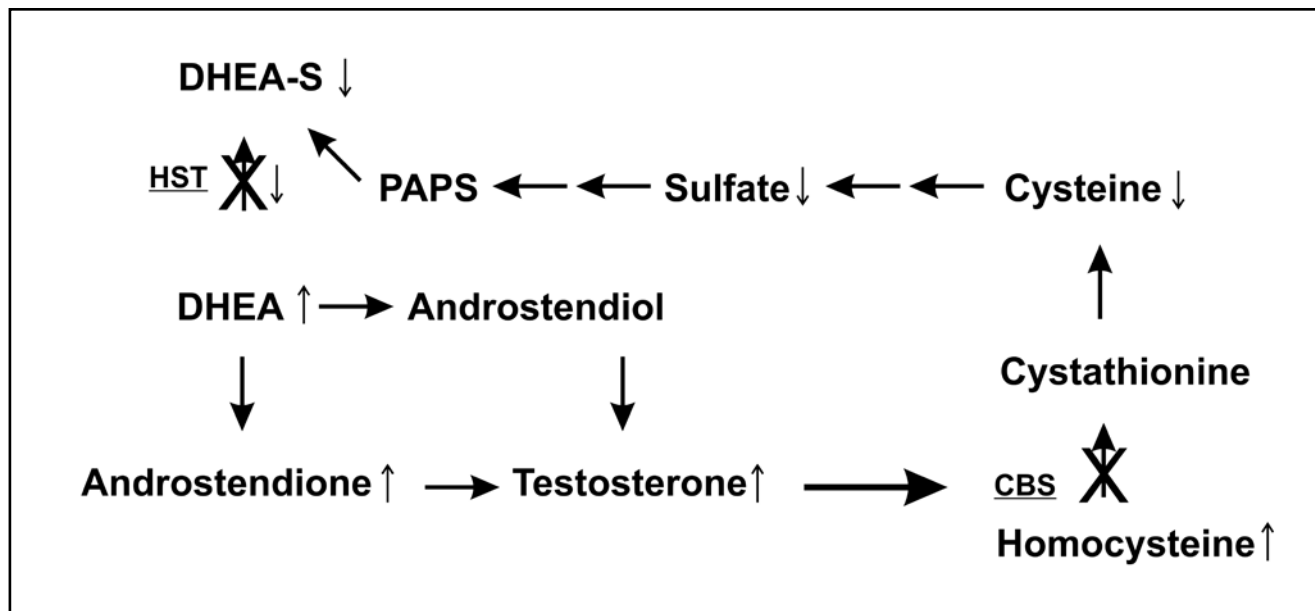 DHEA-S ↓
HST X ↓ PAPS Sulfate ↓ Cysteine ↓
DHEA ↑ Androstendiol
Cystathionine
Androstendione ↑ Testosterone ↑ CBS X
Homocysteine ↑